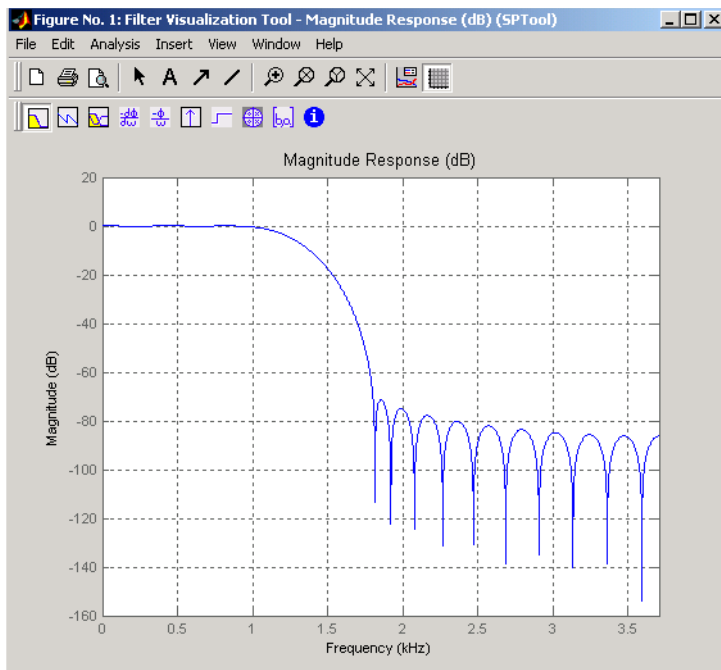 Figure No. 1: Filter Visualization Tool - Magnitude Response (dB) (SPTool)
File Edit Analysis Insert View Window Help
A
[b,a]
i
Magnitude Response (dB)
20
0
-20
-40
-60
-80
-100
-120
-140
-160
Magnitude (dB)
0 0.5 1 1.5 2 2.5 3 3.5
Frequency (kHz)